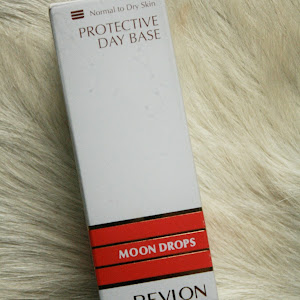 Normal to Dry Skin
PROTECTIVE
DAY BASE
MOON DROPS
REVLON